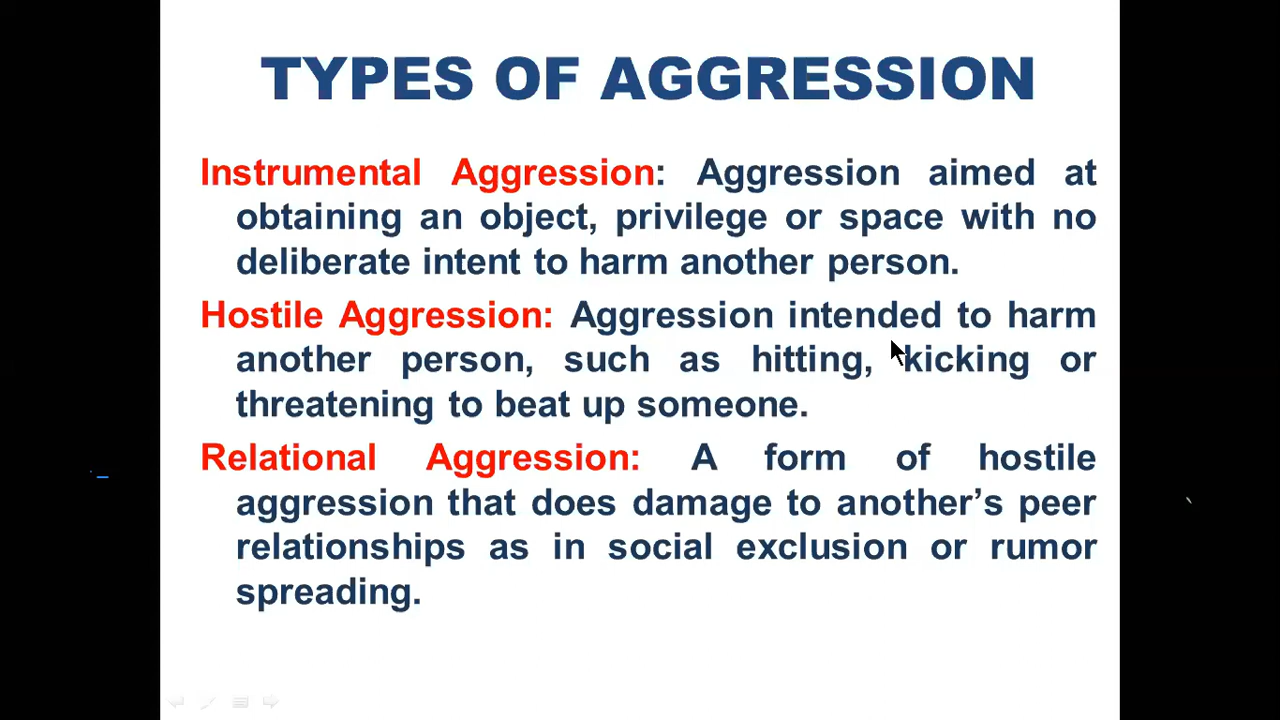 TYPES OF AGGRESSION
Instrumental Aggression: Aggression aimed at
obtaining an object, privilege or space with no
deliberate intent to harm another person.
Hostile Aggression: Aggression intended to harm
another person, such as hitting, kicking or
threatening to beat up someone.
Relational Aggression: A form of hostile
aggression that does damage to another’s peer
relationships as in social exclusion or rumor
spreading.